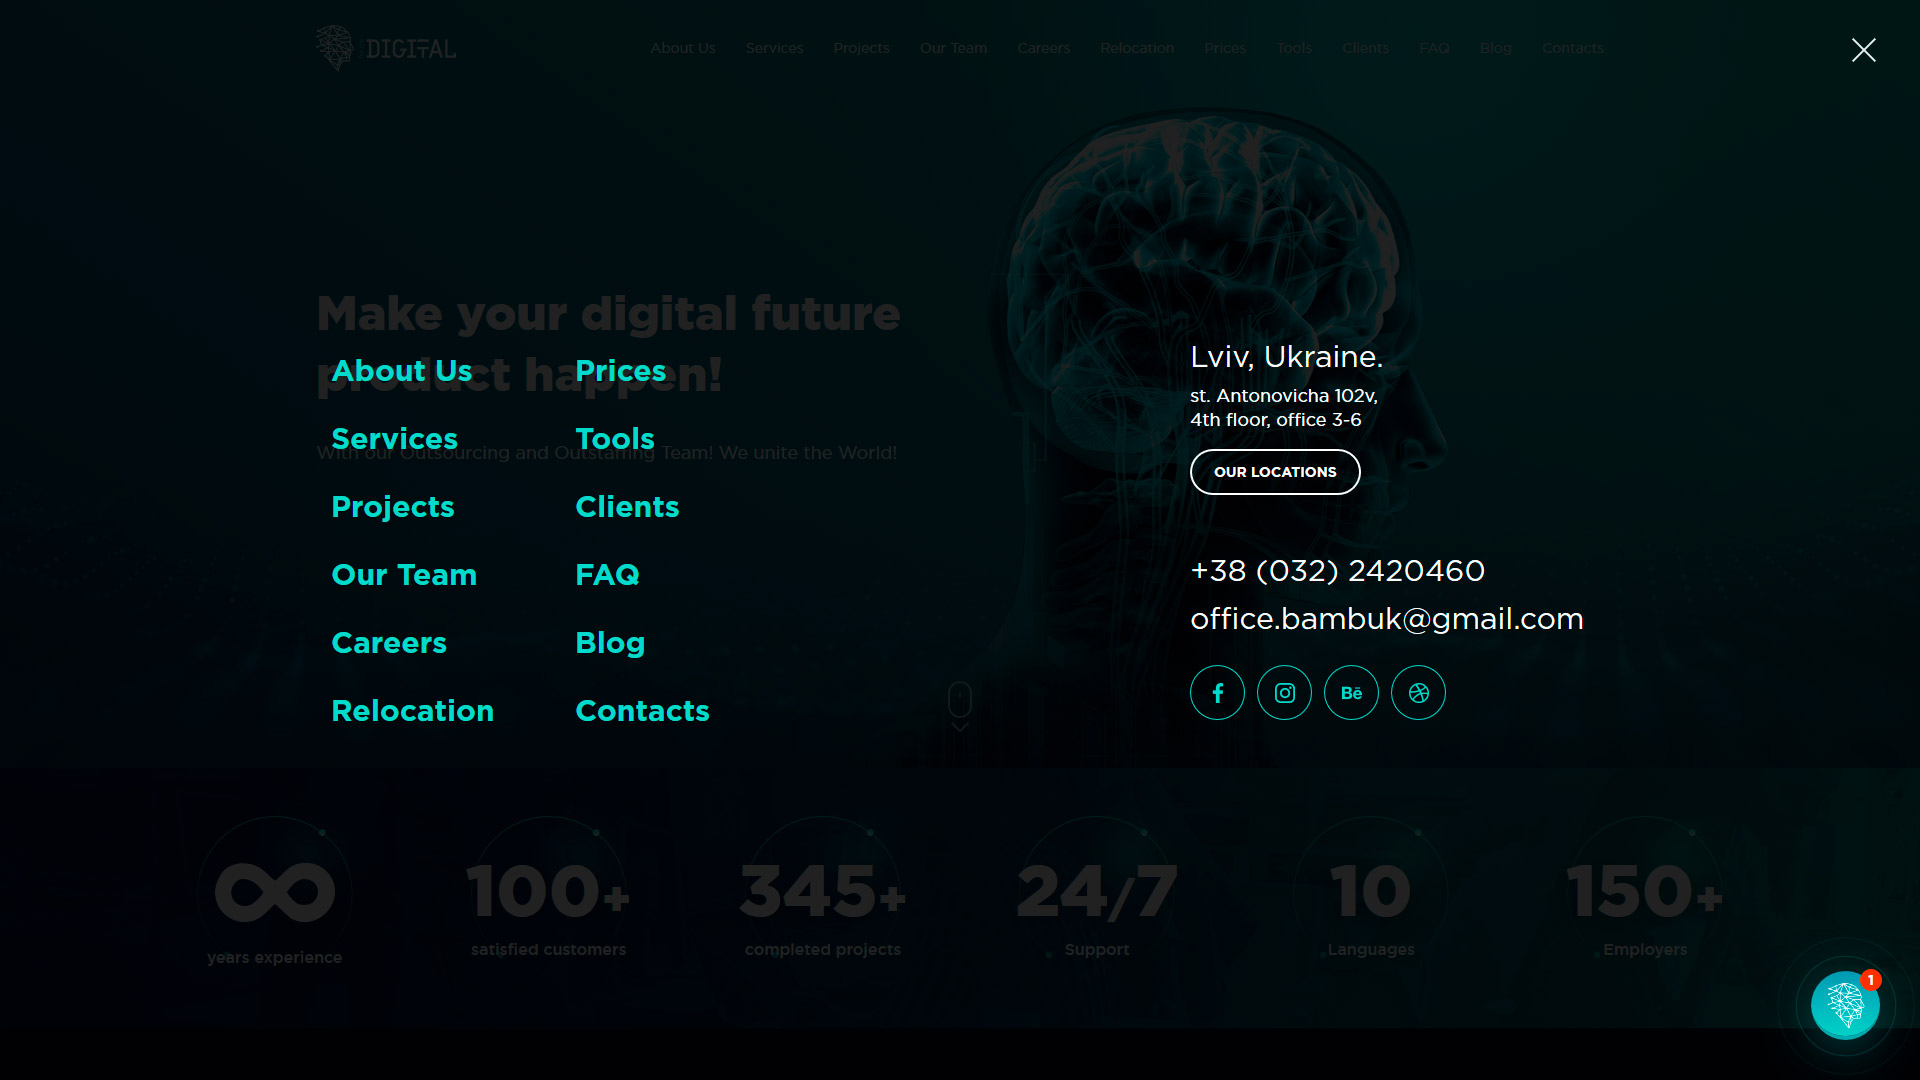 DIGITAL
About Us Services Projects Our Team Careers Relocation Prices Tools Clients FAQ Blog Contacts
Make your digital future
product happen!
With our Outsourcing and Outstaffing Team! We unite the World!
About Us
Services
Projects
Our Team
Careers
Relocation
Prices
Tools
Clients
FAQ
Blog
Contacts
Lviv, Ukraine.
st. Antonovicha 102v,
4th floor, office 3-6
OUR LOCATIONS
+38 (032) 2420460
office.bambuk@gmail.com
Bē
∞
years experience
100+
satisfied customers
345+
completed projects
24/7
Support
10
Languages
150+
Employers
1